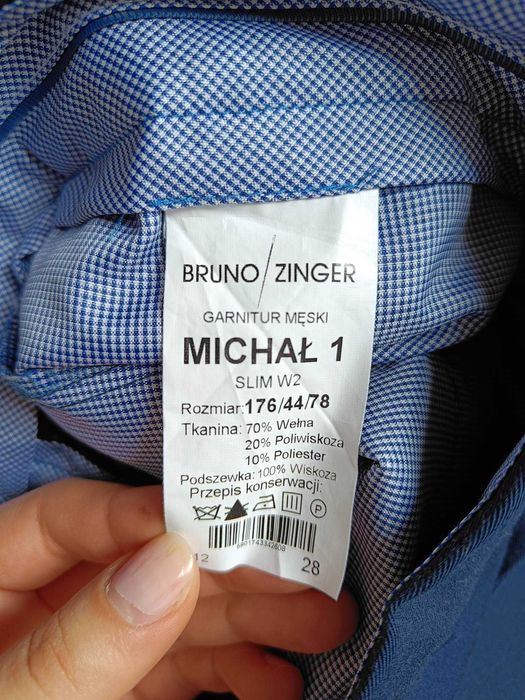 BRUNO/ZINGER
GARNITUR MĘSKI
MICHAŁ 1
SLIM W2
Rozmiar:176/44/78
Tkanina: 70% Wełna
20% Poliwiskoza
10% Poliester
Podszewka:100% Wiskoza
Przepis konserwacji:
P
12
28